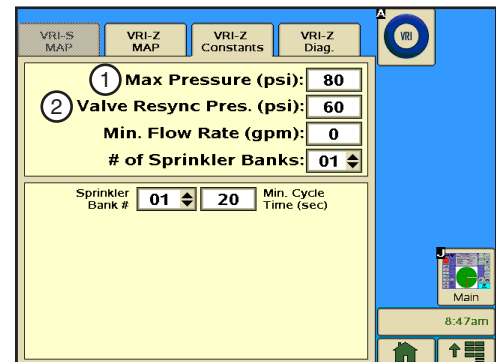 VRI-S MAP
VRI-Z MAP
VRI-Z Constants
VRI-Z Diag.
A
VRI
1 Max Pressure (psi): 80
2 Valve Resync Pres. (psi): 60
Min. Flow Rate (gpm): 0
# of Sprinkler Banks: 01
Sprinkler Bank # 01 20 Min. Cycle Time (sec)
J
Main
8:47am